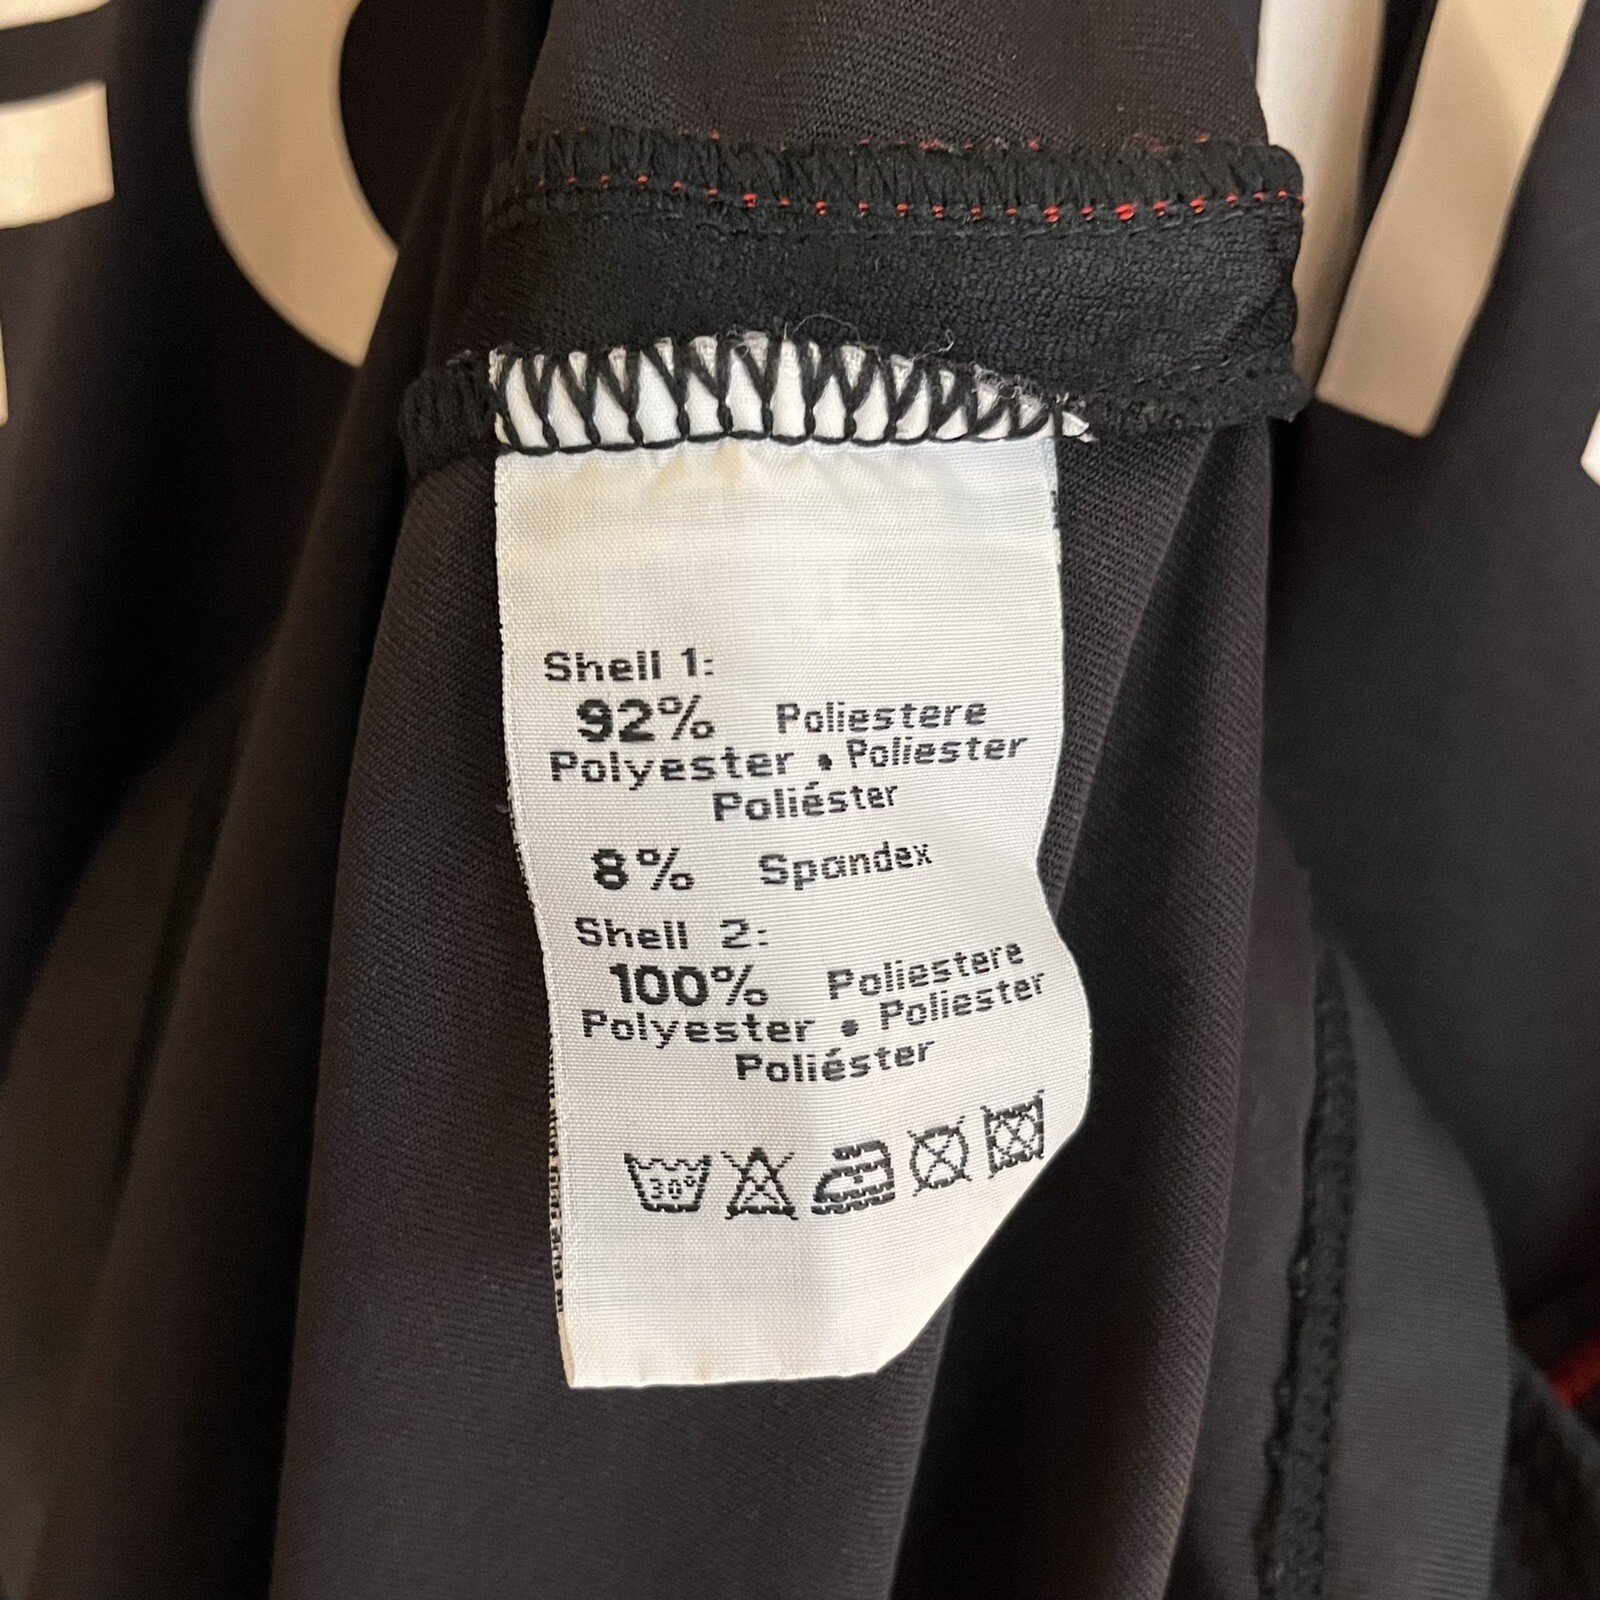 Shell 1:
92% Poliestere
Polyester • Poliester
Poliéster
8% Spandex
Shell 2:
100% Poliestere
Polyester • Poliester
Poliéster
30°